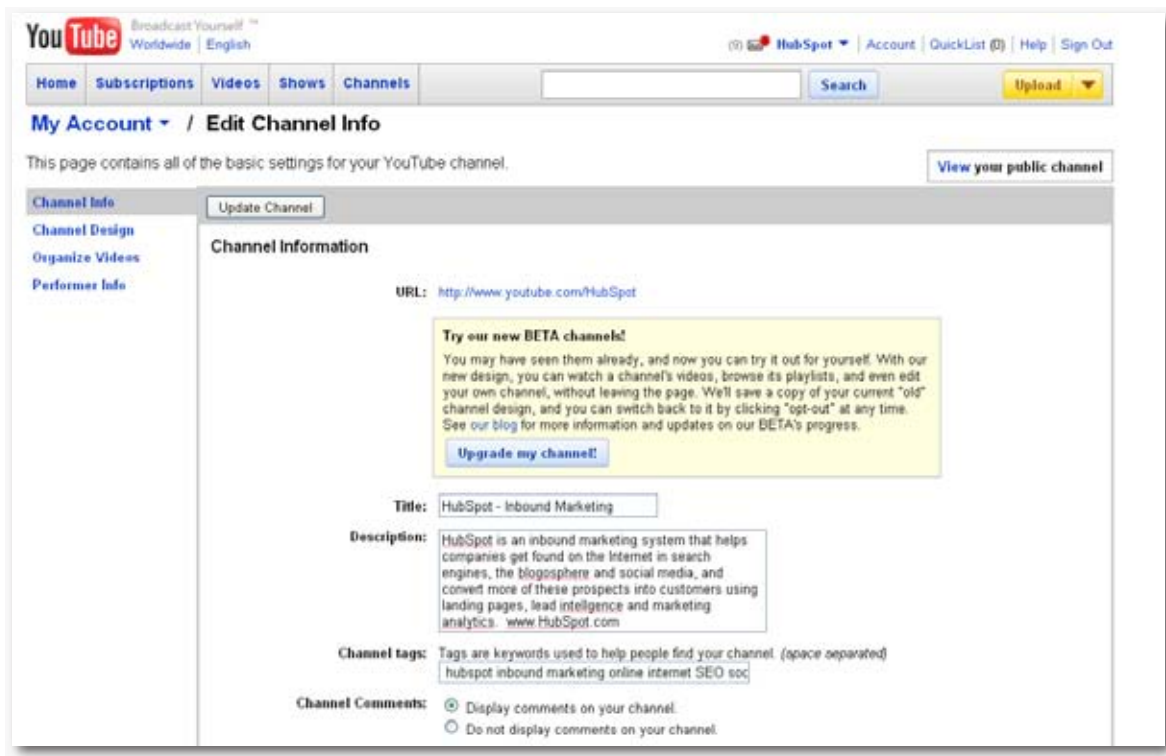 You Tube Broadcast Yourself ™
Worldwide | English
(0) HubSpot | Account | QuickList (0) | Help | Sign Out
Home Subscriptions Videos Shows Channels Search Upload
My Account / Edit Channel Info
This page contains all of the basic settings for your YouTube channel.
View your public channel
Channel Info
Channel Design
Organize Videos
Performer Info
Update Channel
Channel Information
URL: http://www.youtube.com/HubSpot
Try our new BETA channels!
You may have seen them already, and now you can try it out for yourself. With our
new design, you can watch a channel's videos, browse its playlists, and even edit
your own channel, without leaving the page. We'll save a copy of your current "old"
channel design, and you can switch back to it by clicking "opt-out" at any time.
See our blog for more information and updates on our BETA's progress.
Upgrade my channel!
Title: HubSpot - Inbound Marketing
Description: HubSpot is an inbound marketing system that helps
companies get found on the Internet in search
engines, the blogosphere and social media, and
convert more of these prospects into customers using
landing pages, lead intellgence and marketing
analytics. www.HubSpot.com
Channel tags: Tags are keywords used to help people find your channel. (space separated)
hubspot inbound marketing online internet SEO soc
Channel Comments: Display comments on your channel.
Do not display comments on your channel.